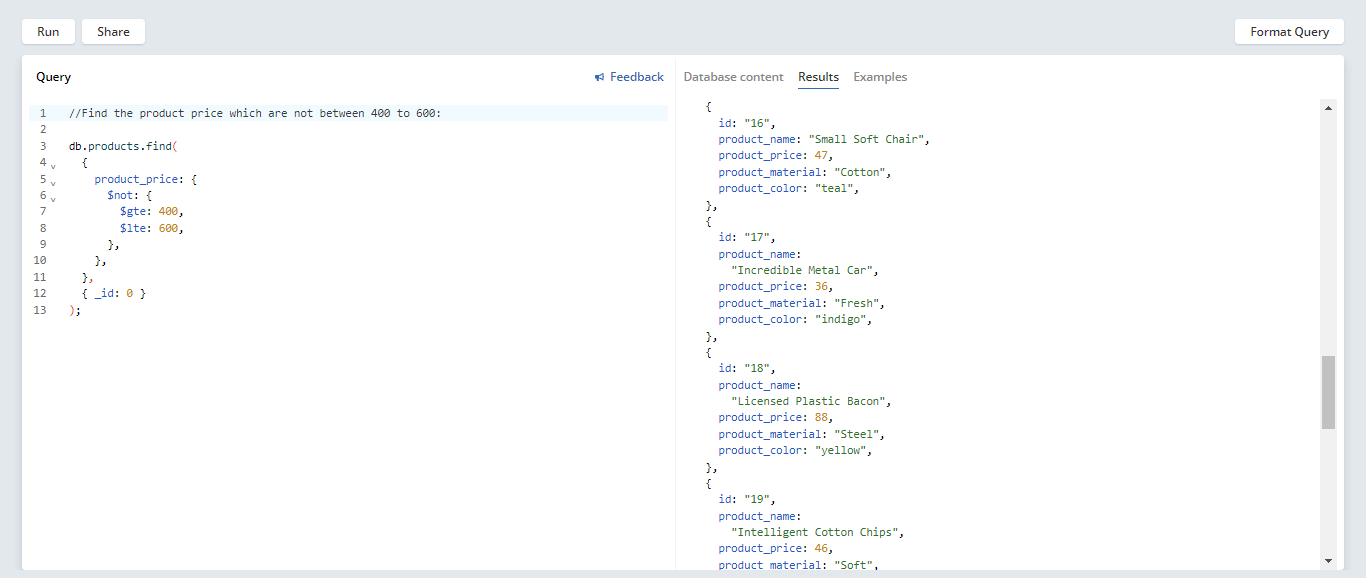 Run Share Format Query
Query Feedback Database content Results Examples
1 //Find the product price which are not between 400 to 600:
2
3 db.products.find(
4 {
5 product_price: {
6 $not: {
7 $gte: 400,
8 $lte: 600,
9 },
10 },
11 },
12 { _id: 0 }
13 );
{
id: "16",
product_name: "Small Soft Chair",
product_price: 47,
product_material: "Cotton",
product_color: "teal",
},
{
id: "17",
product_name:
"Incredible Metal Car",
product_price: 36,
product_material: "Fresh",
product_color: "indigo",
},
{
id: "18",
product_name:
"Licensed Plastic Bacon",
product_price: 88,
product_material: "Steel",
product_color: "yellow",
},
{
id: "19",
product_name:
"Intelligent Cotton Chips",
product_price: 46,
product_material: "Soft",